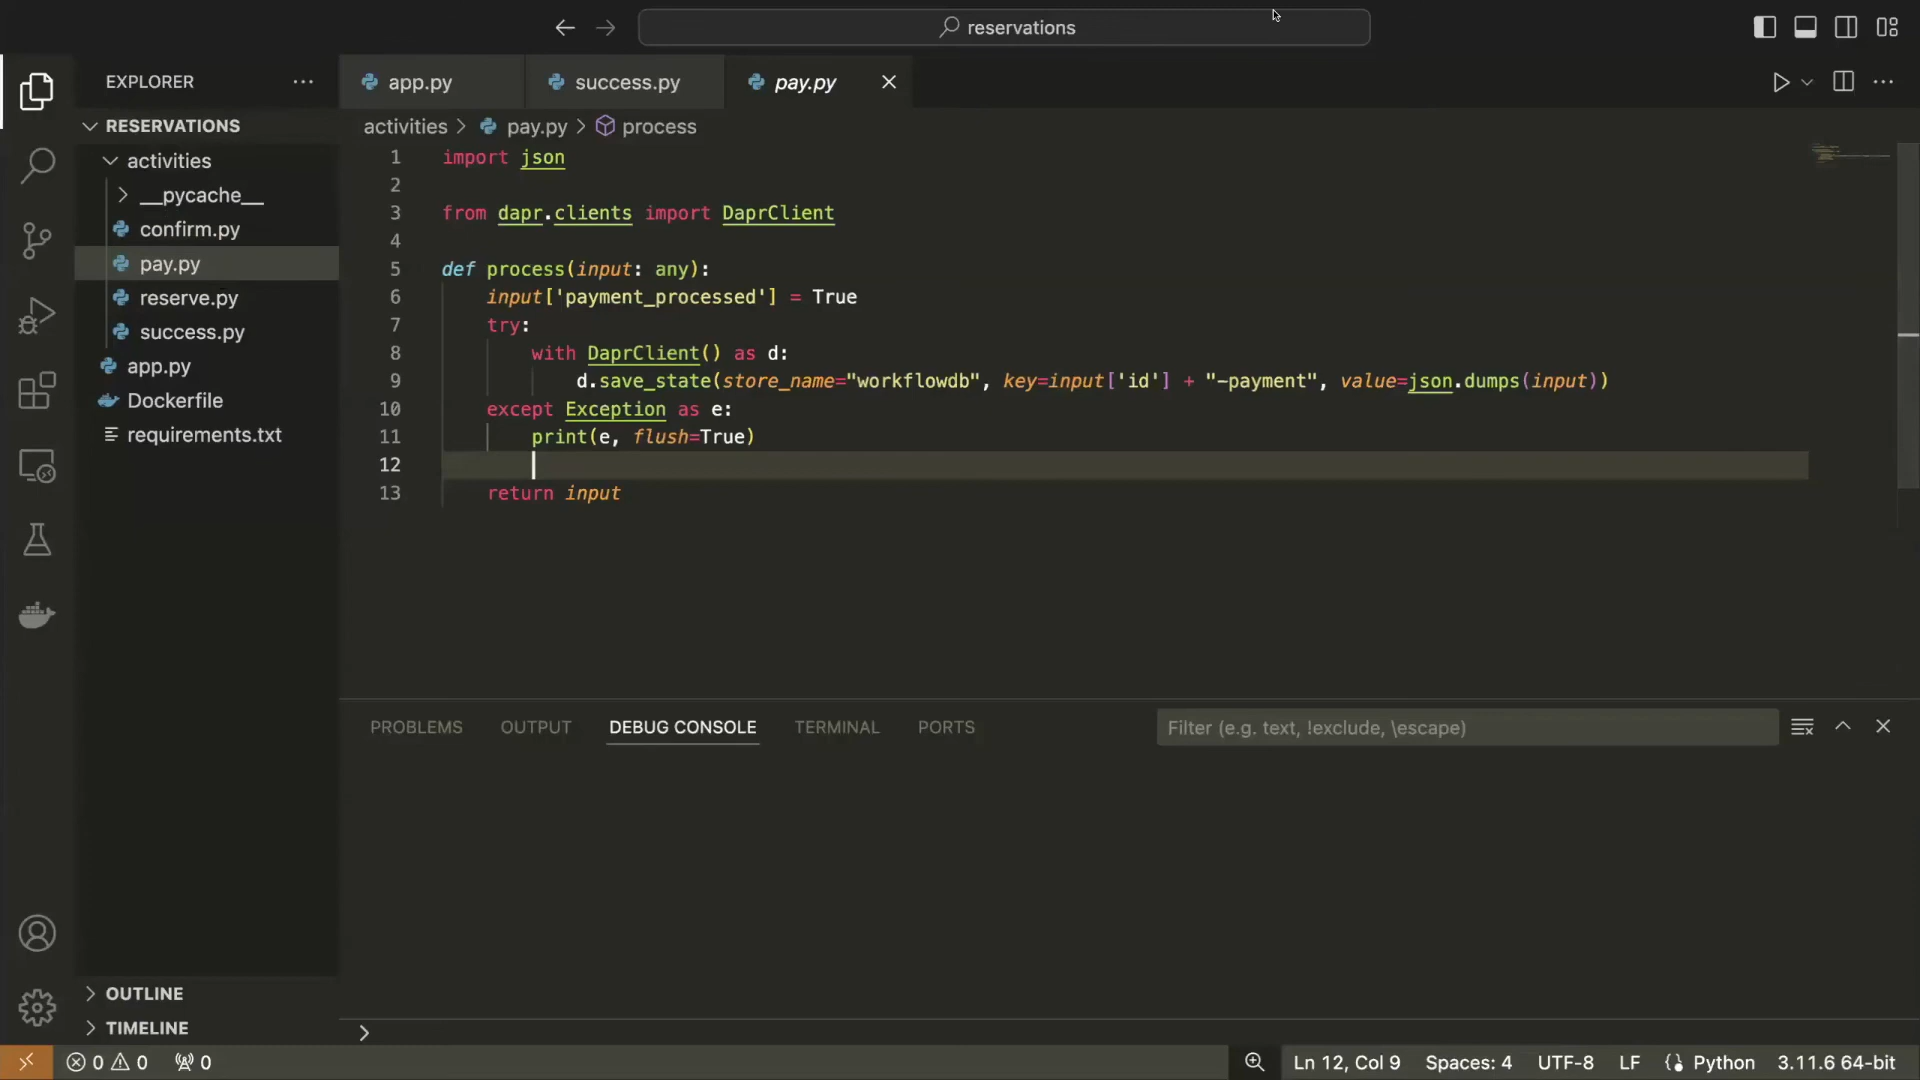 reservations
EXPLORER
app.py
success.py
pay.py
RESERVATIONS
activities
__pycache__
confirm.py
pay.py
reserve.py
success.py
app.py
Dockerfile
requirements.txt
OUTLINE
TIMELINE
activities > pay.py > process
1 import json
2
3 from dapr.clients import DaprClient
4
5 def process(input: any):
6 input['payment_processed'] = True
7 try:
8 with DaprClient() as d:
9 d.save_state(store_name="workflowdb", key=input['id'] + "-payment", value=json.dumps(input))
10 except Exception as e:
11 print(e, flush=True)
12
13 return input
PROBLEMS OUTPUT DEBUG CONSOLE TERMINAL PORTS Filter (e.g. text, !exclude, \escape)
0 0 0 Ln 12, Col 9 Spaces: 4 UTF-8 LF Python 3.11.6 64-bit